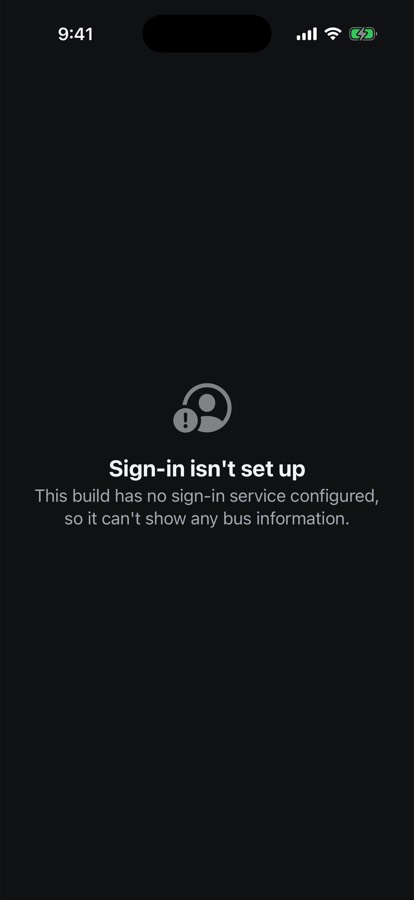 9:41
Sign-in isn't set up
This build has no sign-in service configured,
so it can't show any bus information.